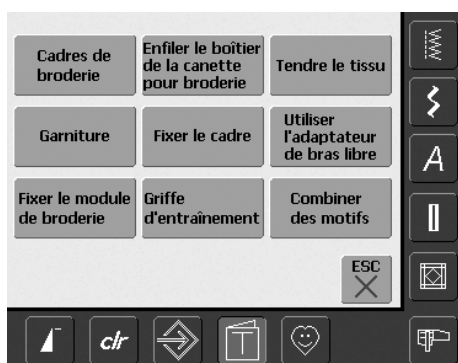 Cadres de
broderie
Enfiler le boîtier
de la canette
pour broderie
Tendre le tissu
Garniture
Fixer le cadre
Utiliser
l'adaptateur
de bras libre
Fixer le module
de broderie
Griffe
d'entraînement
Combiner
des motifs
ESC
A
clr